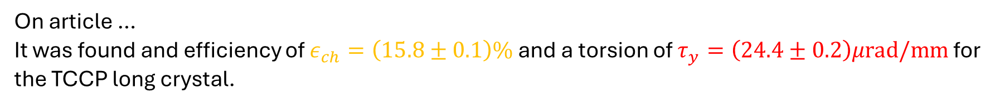 On article ...
It was found and efficiency of ϵ_ch = (15.8 ± 0.1)% and a torsion of τ_y = (24.4 ± 0.2)μrad/mm for
the TCCP long crystal.